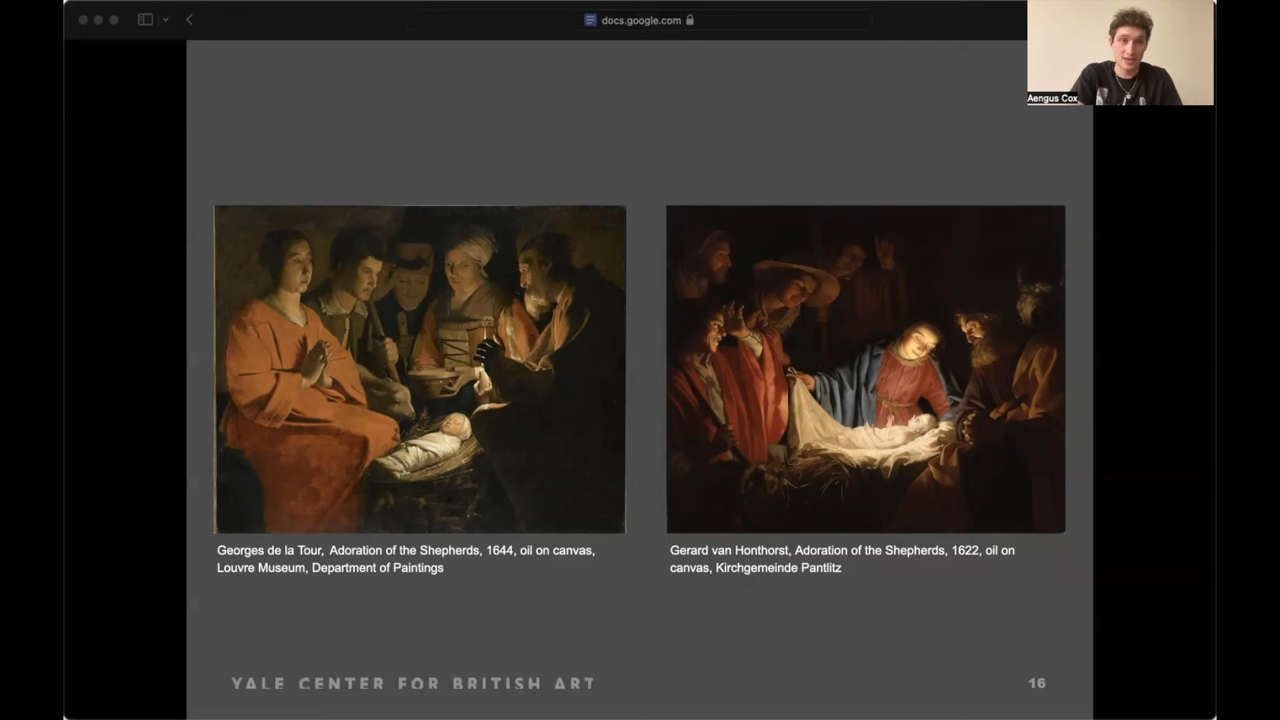 docs.google.com
Aengus Cox
Georges de la Tour, Adoration of the Shepherds, 1644, oil on canvas,
Louvre Museum, Department of Paintings
Gerard van Honthorst, Adoration of the Shepherds, 1622, oil on
canvas, Kirchgemeinde Pantlitz
YALE CENTER FOR BRITISH ART
16